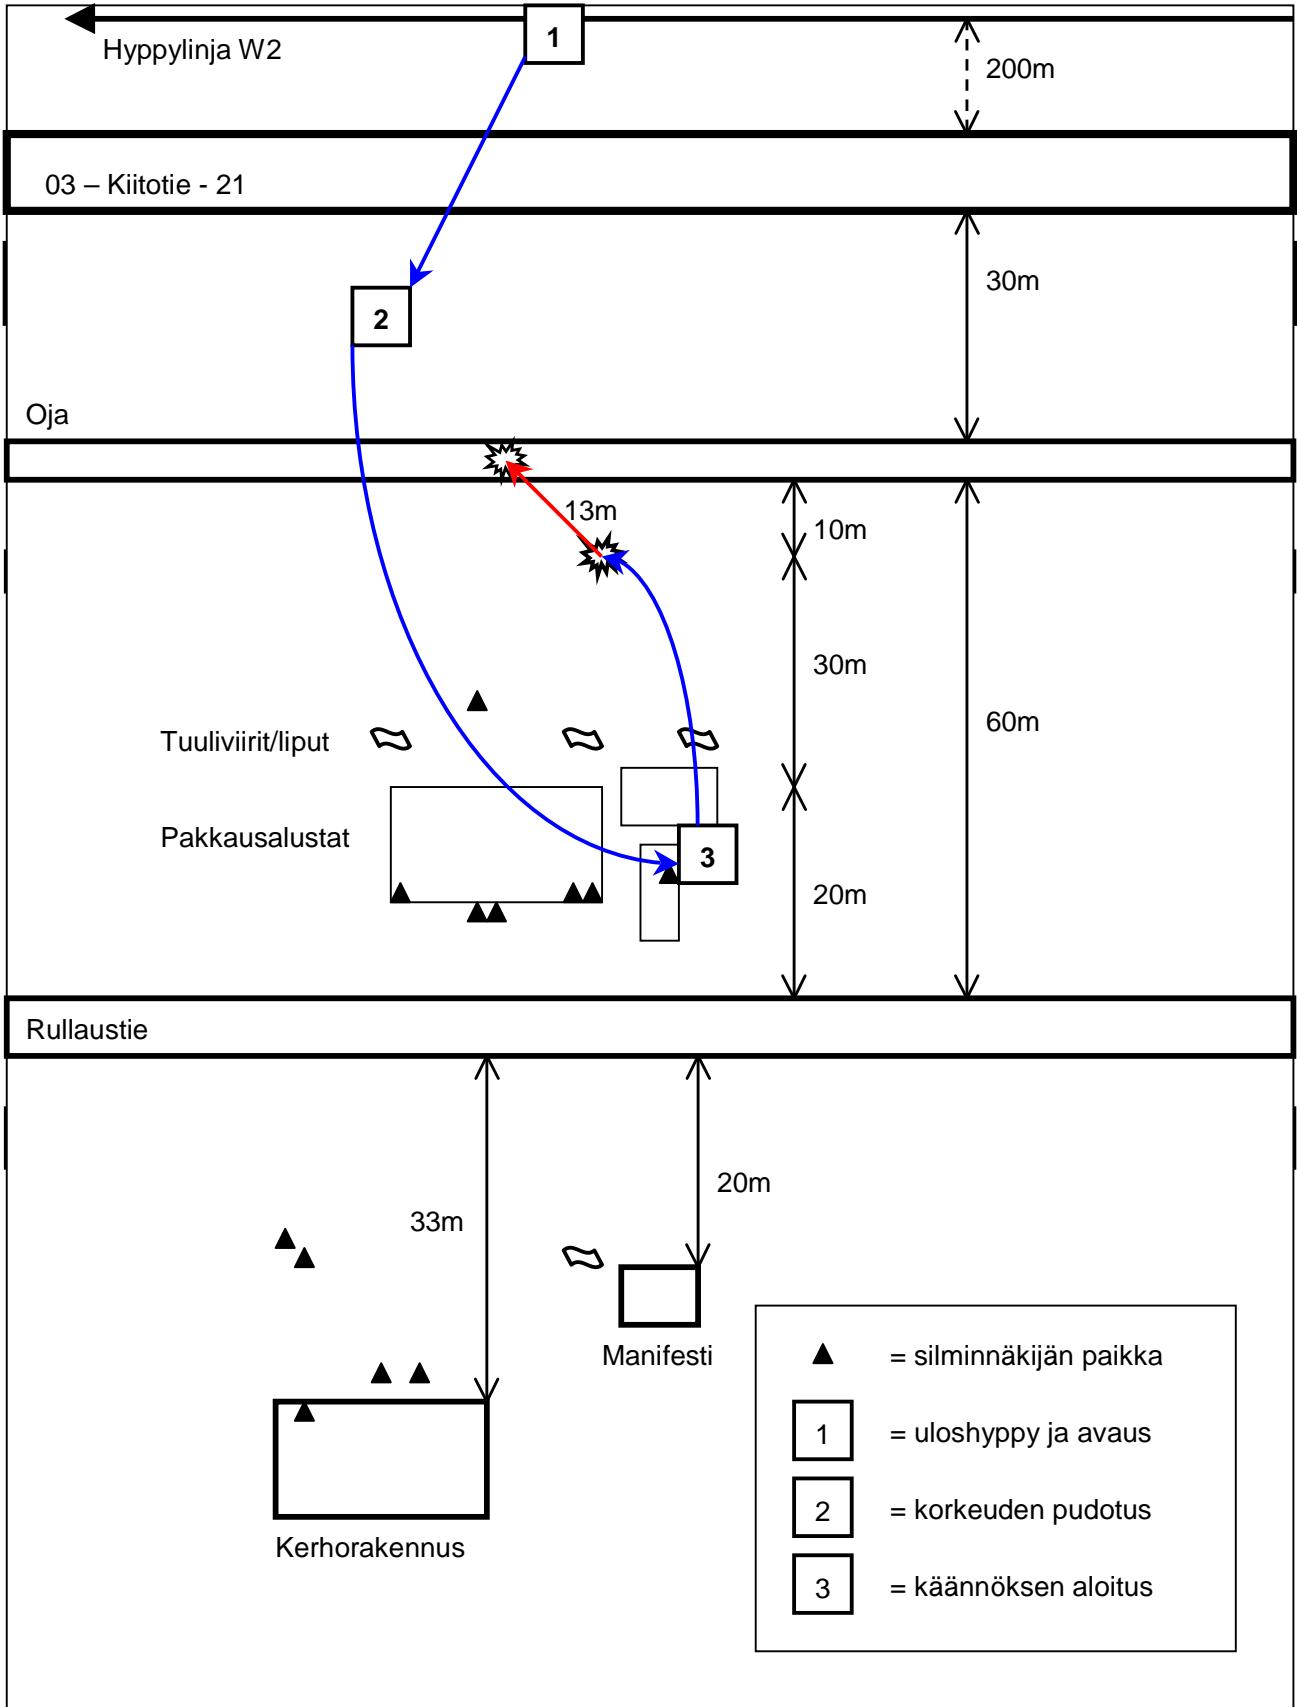 1
Hyppylinja W2
200m
03 – Kiitotie - 21
30m
2
Oja
13m
10m
30m
60m
Tuuliviirit/liput
Pakkausalustat
3
20m
Rullaustie
20m
33m
Manifesti
= silminnäkijän paikka
1 = uloshyppy ja avaus
2 = korkeuden pudotus
3 = käännöksen aloitus
Kerhorakennus